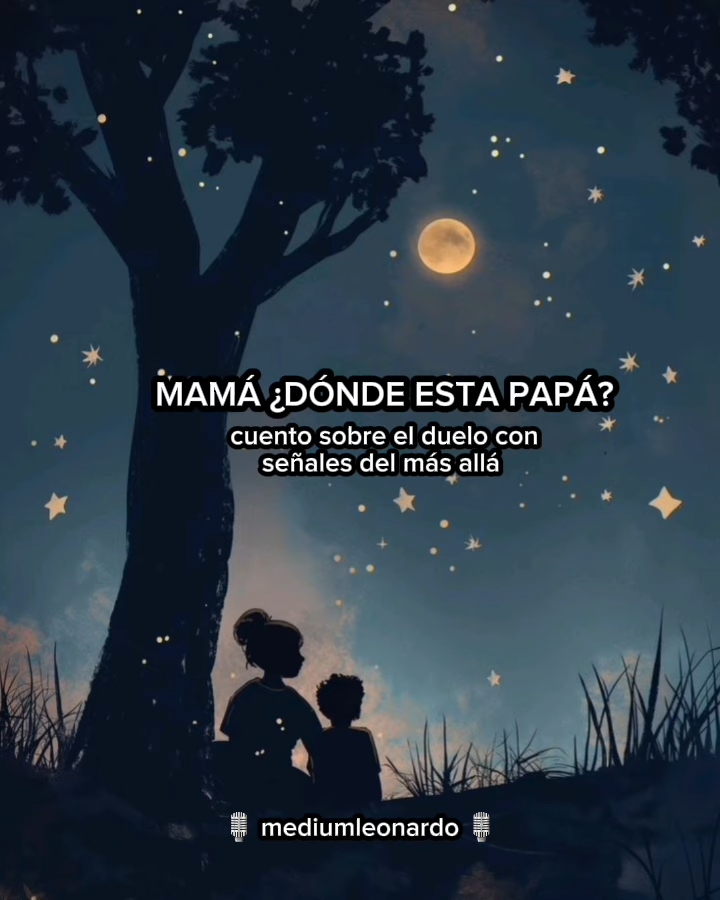 MAMÁ ¿DÓNDE ESTA PAPÁ?
cuento sobre el duelo con
señales del más allá
🎙️ mediumleonardo 🎙️